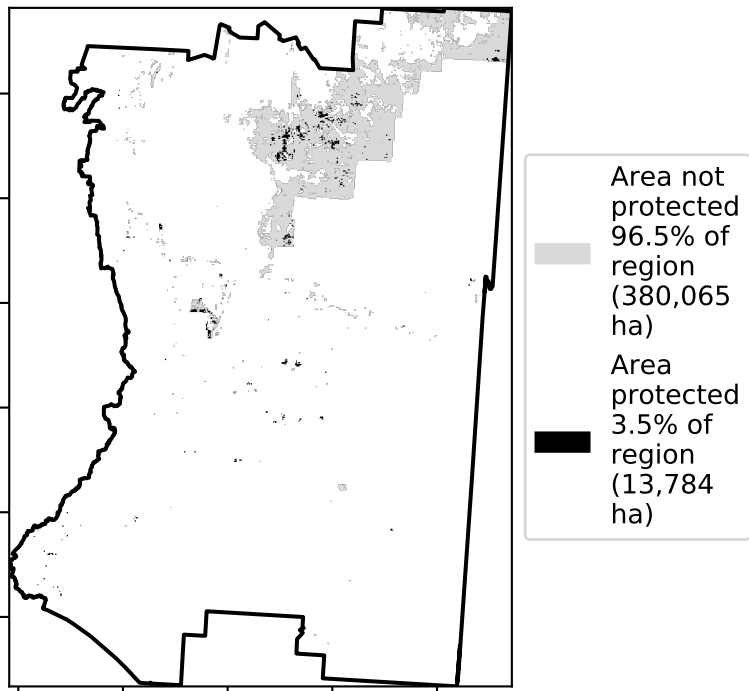 Area not
protected
96.5% of
region
(380,065
ha)
Area
protected
3.5% of
region
(13,784
ha)